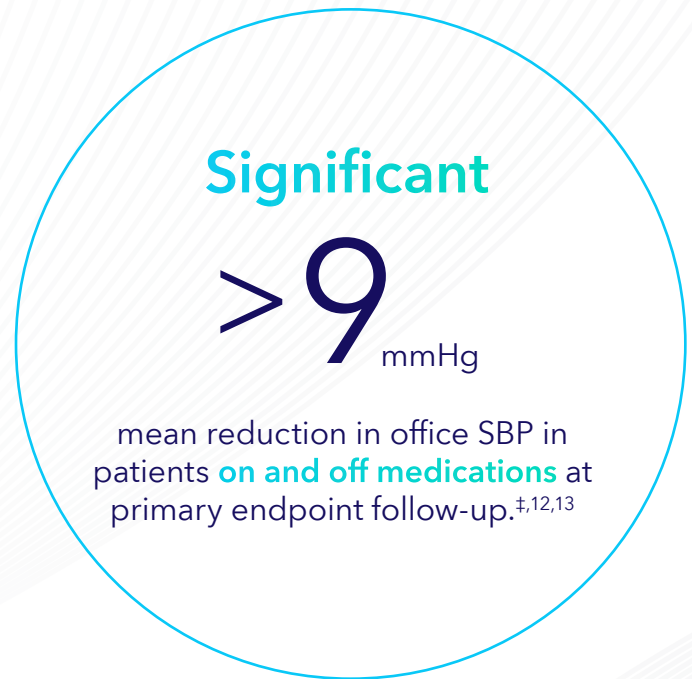 Significant
>9 mmHg
mean reduction in office SBP in
patients on and off medications at
primary endpoint follow-up.‡,12,13